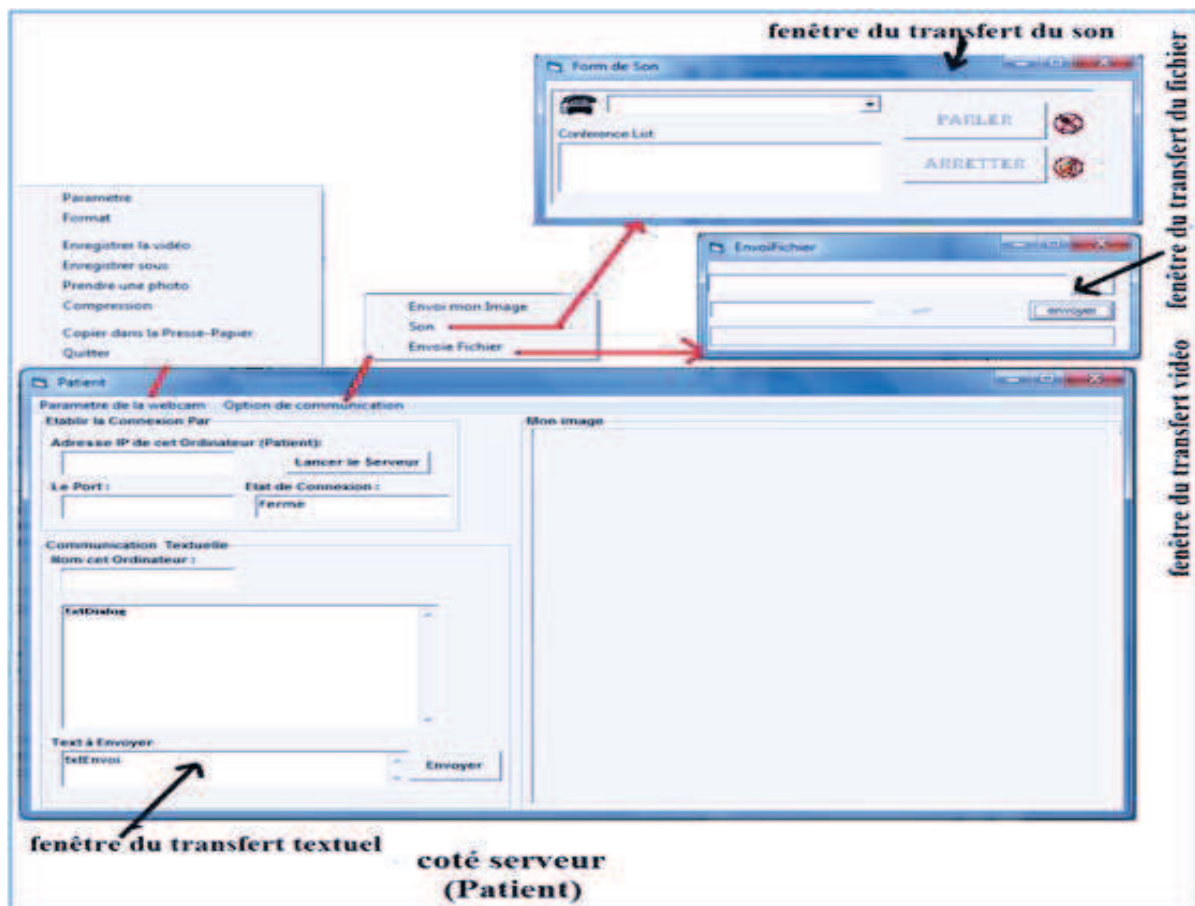 fenêtre du transfert du son
Form de Son
PARLER
Conference List
ARRETTER
fenêtre du transfert du fichier
EnvoiFichier
envoyer
Parametre
Format
Enregistrer la vidéo
Enregistrer sous
Prendre une photo
Compression
Copier dans la Presse-Papier
Quitter
Envoi mon Image
Son
Envoie Fichier
fenêtre du transfert vidéo
Patient
Parametre de la webcam Option de communication
Etablir la Connexion Par
Adresse IP de cet Ordinateur (Patient):
Lancer le Serveur
Le Port :
Etat de Connexion :
Fermé
Communication Textuelle
Nom cet Ordinateur :
txtDialog
Text à Envoyer
txtEnvoi
Envoyer
Mon image
fenêtre du transfert textuel
coté serveur
(Patient)